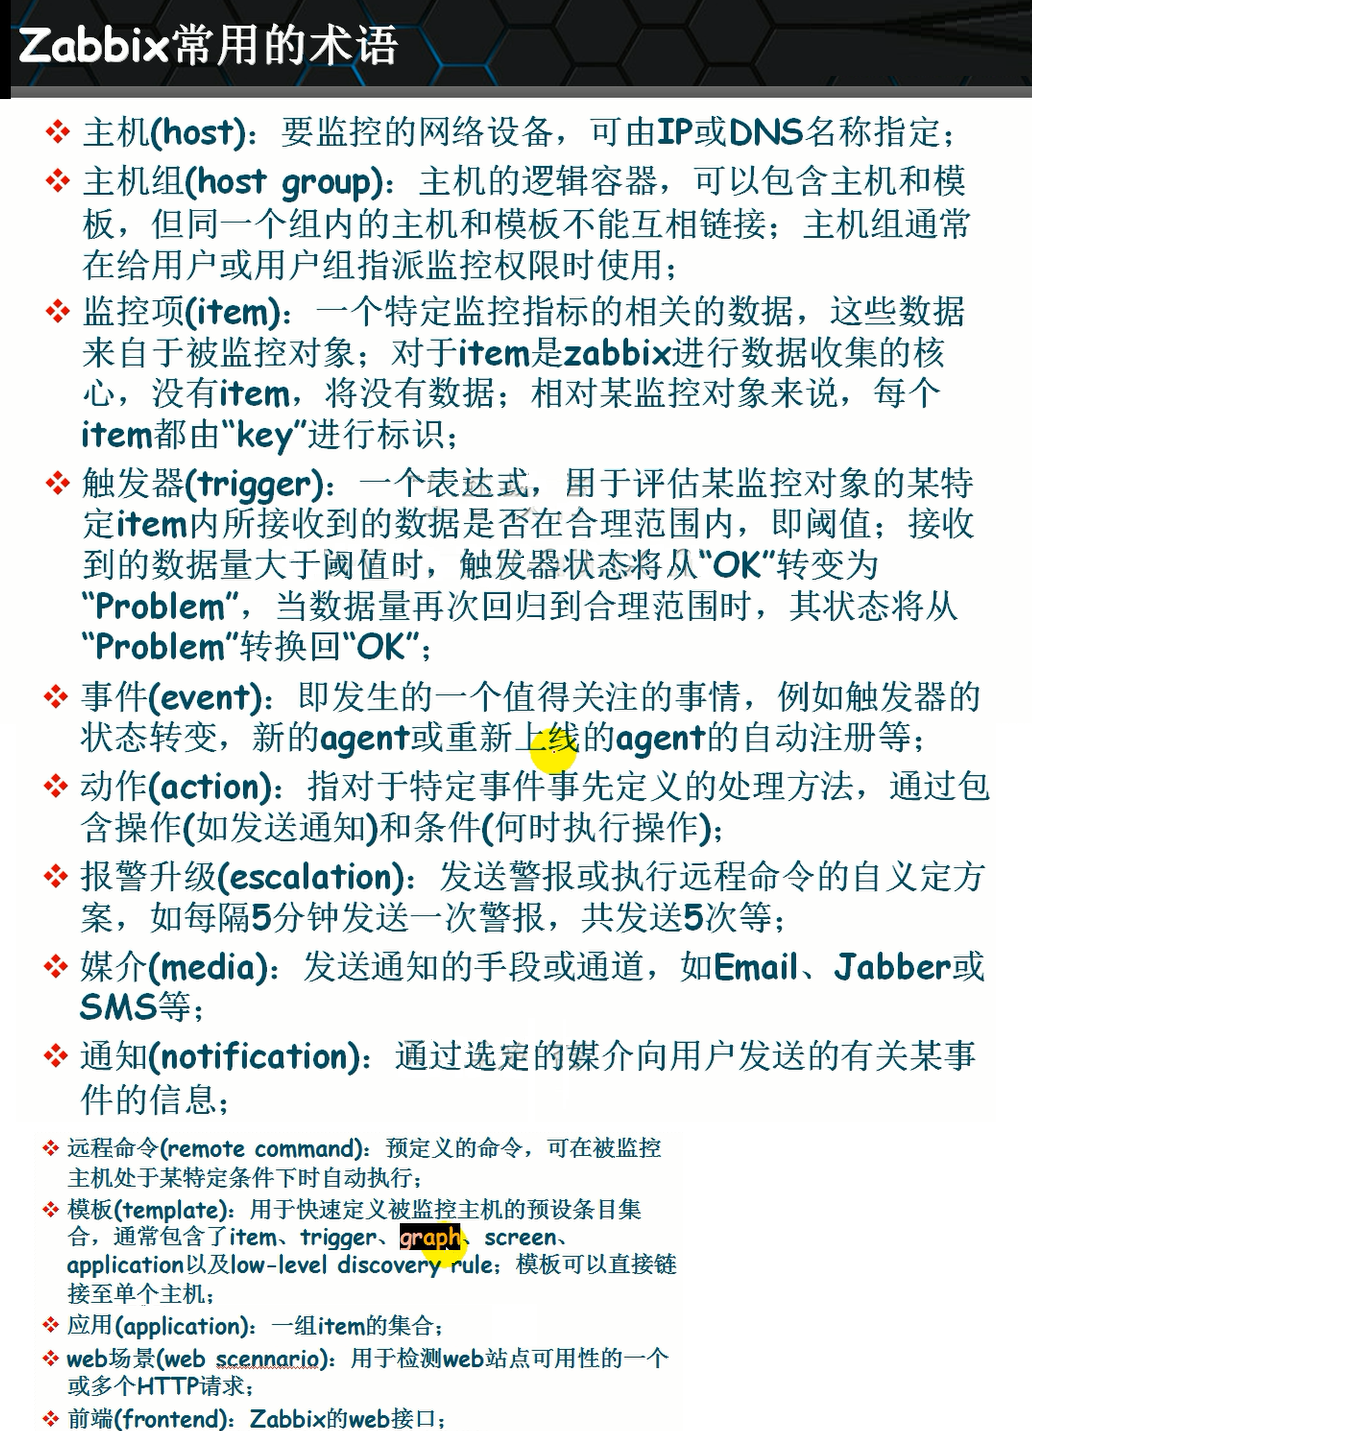 Zabbix常用的术语
主机(host)：要监控的网络设备，可由IP或DNS名称指定；
主机组(host group)：主机的逻辑容器，可以包含主机和模
板，但同一个组内的主机和模板不能互相链接；主机组通常
在给用户或用户组指派监控权限时使用；
监控项(item)：一个特定监控指标的相关的数据，这些数据
来自于被监控对象；对于item是zabbix进行数据收集的核
心，没有item，将没有数据；相对某监控对象来说，每个
item都由“key”进行标识；
触发器(trigger)：一个表达式，用于评估某监控对象的某特
定item内所接收到的数据是否在合理范围内，即阈值；接收
到的数据量大于阈值时，触发器状态将从“OK”转变为
“Problem”，当数据量再次回归到合理范围时，其状态将从
“Problem”转换回“OK”；
事件(event)：即发生的一个值得关注的事情，例如触发器的
状态转变，新的agent或重新上线的agent的自动注册等；
动作(action)：指对于特定事件事先定义的处理方法，通过包
含操作(如发送通知)和条件(何时执行操作)；
报警升级(escalation)：发送警报或执行远程命令的自义定方
案，如每隔5分钟发送一次警报，共发送5次等；
媒介(media)：发送通知的手段或通道，如Email、Jabber或
SMS等；
通知(notification)：通过选定的媒介向用户发送的有关某事
件的信息；
远程命令(remote command)：预定义的命令，可在被监控
主机处于某特定条件下时自动执行；
模板(template)：用于快速定义被监控主机的预设条目集
合，通常包含了item、trigger、graph、screen、
application以及low-level discovery rule；模板可以直接链
接至单个主机；
应用(application)：一组item的集合；
web场景(web scennario)：用于检测web站点可用性的一个
或多个HTTP请求；
前端(frontend)：Zabbix的web接口；